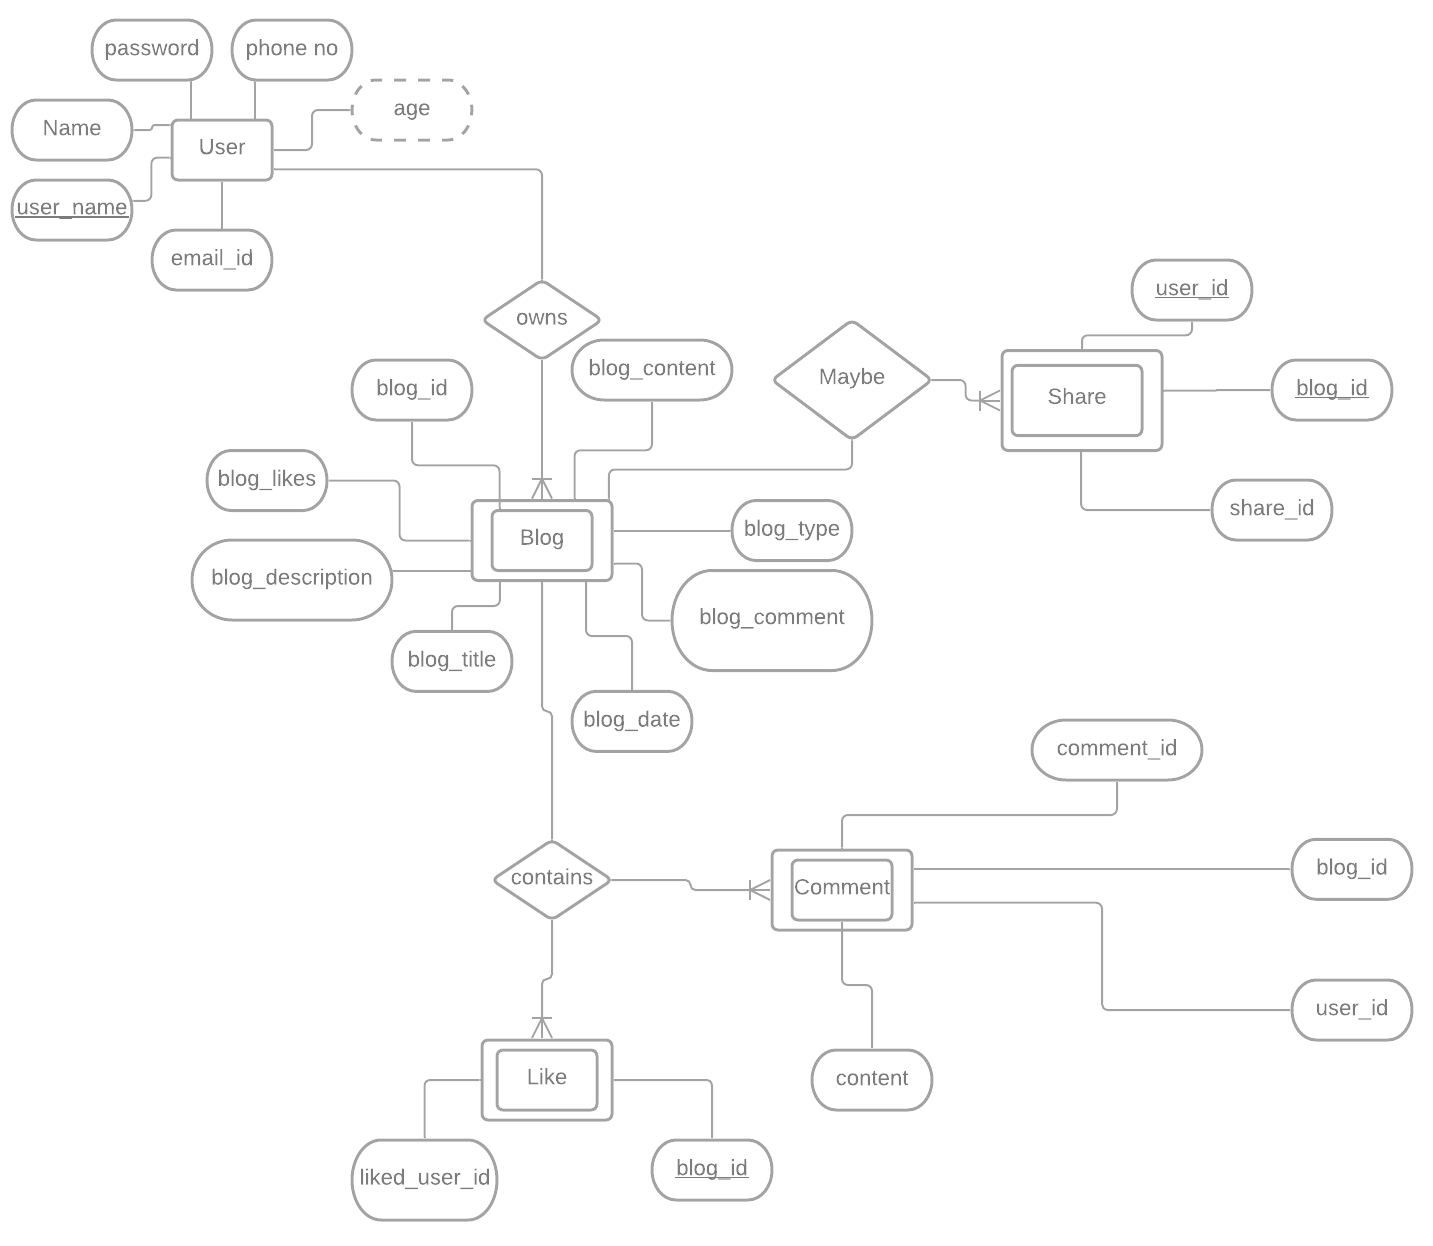 password
phone no
age
Name
User
user_name
email_id
user_id
owns
blog_content
Maybe
Share
blog_id
blog_id
blog_likes
share_id
blog_type
Blog
blog_description
blog_comment
blog_title
blog_date
comment_id
contains
Comment
blog_id
user_id
content
Like
liked_user_id
blog_id